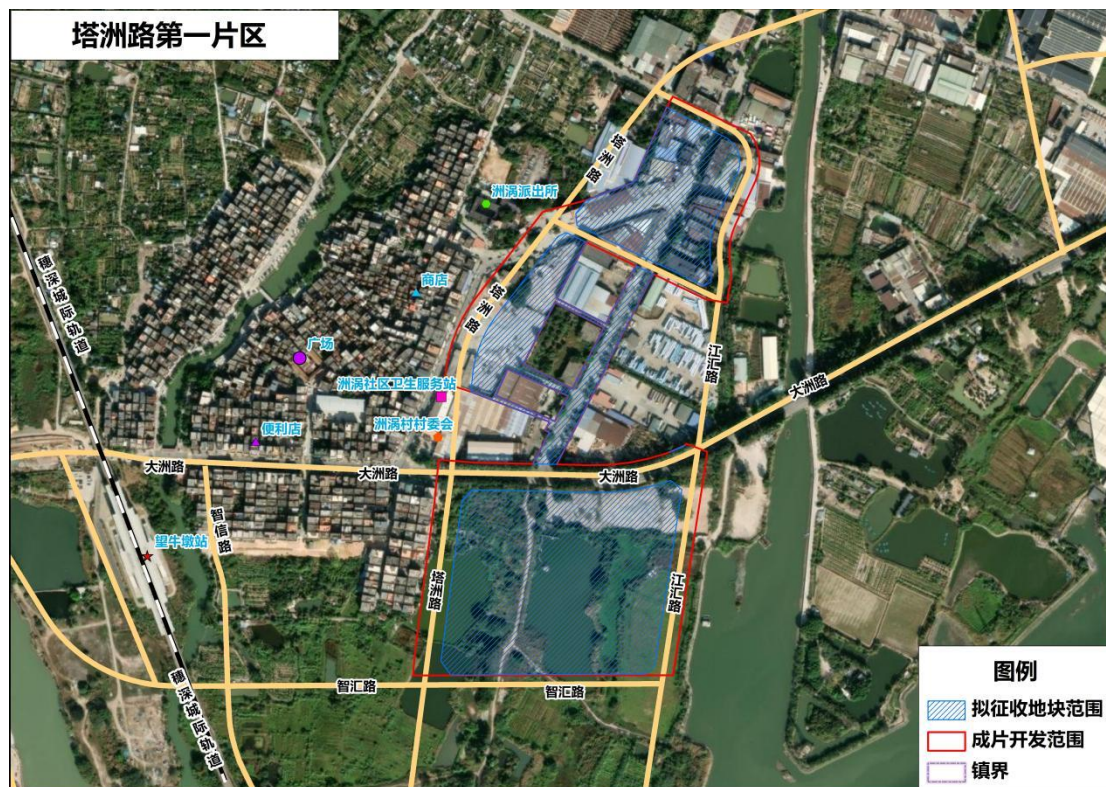 塔洲路第一片区
塔洲路
洲涡派出所
穗深城际轨道
商店
塔洲路
广场
江汇路
大洲路
洲涡社区卫生服务站
洲涡村村委会
便利店
大洲路
大洲路
智信路
望牛墩站
塔洲路
江汇路
穗深城际轨道
智汇路
智汇路
图例
拟征收地块范围
成片开发范围
镇界